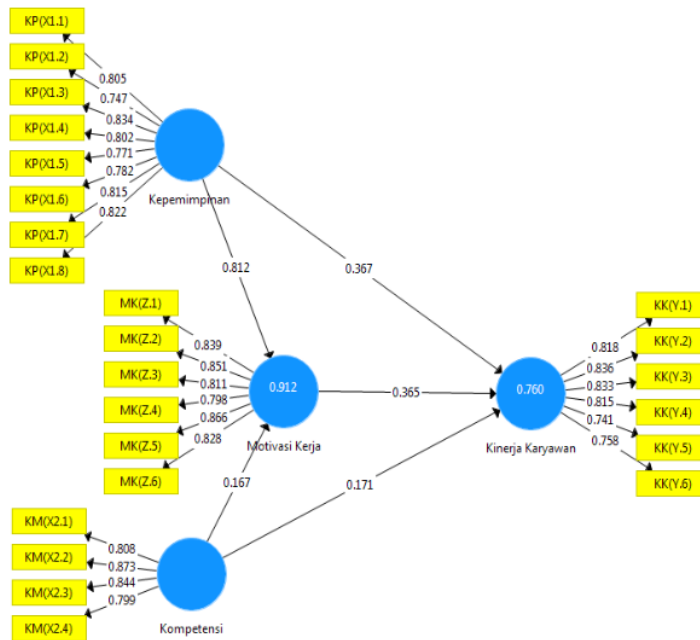 KP(X1.1)
KP(X1.2)
KP(X1.3)
KP(X1.4)
KP(X1.5)
KP(X1.6)
KP(X1.7)
KP(X1.8)
0.805
0.747
0.834
0.802
0.771
0.782
0.815
0.822
Kepemimpinan
0.812
0.367
MK(Z.1)
MK(Z.2)
MK(Z.3)
MK(Z.4)
MK(Z.5)
MK(Z.6)
0.839
0.851
0.811
0.798
0.866
0.828
0.912
Motivasi Kerja
0.365
0.760
Kinerja Karyawan
0.818
0.836
0.833
0.815
0.741
0.758
KK(Y.1)
KK(Y.2)
KK(Y.3)
KK(Y.4)
KK(Y.5)
KK(Y.6)
0.167
0.171
KM(X2.1)
KM(X2.2)
KM(X2.3)
KM(X2.4)
0.808
0.873
0.844
0.799
Kompetensi